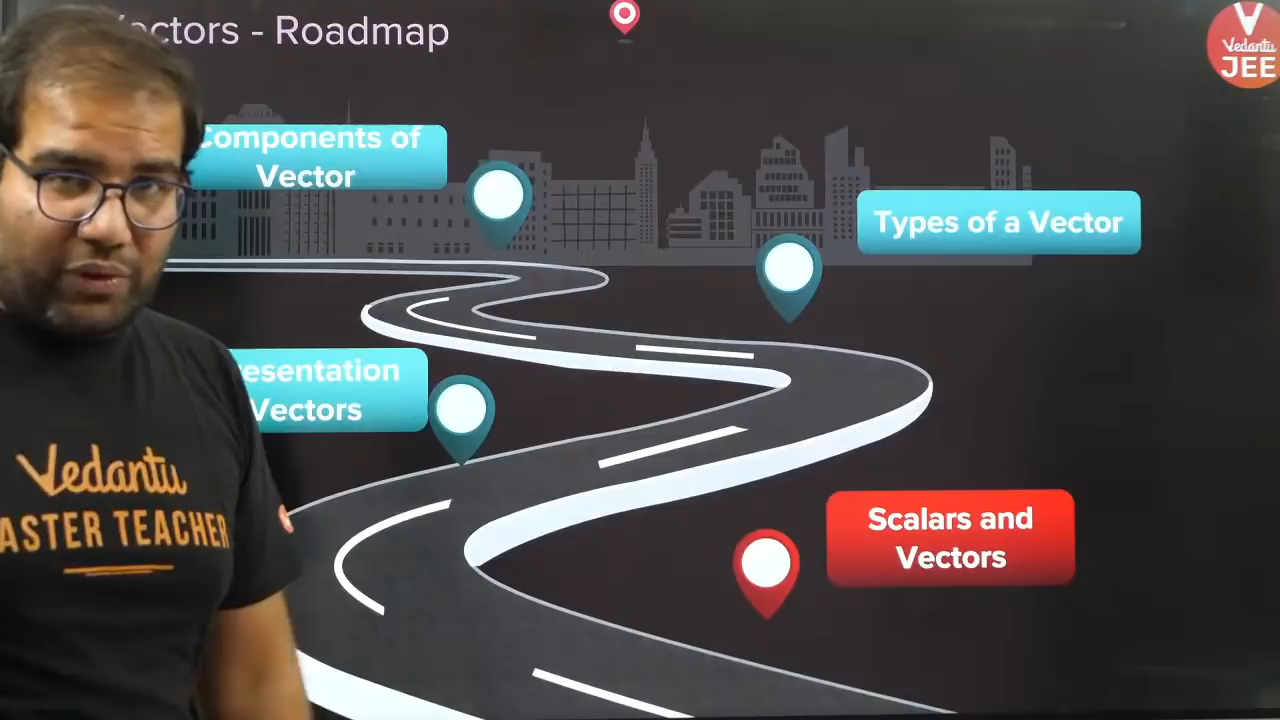 ectors - Roadmap
Vedantu
JEE
Components of
Vector
Types of a Vector
esentation
Vectors
Vedantu
ASTER TEACHER
Scalars and
Vectors